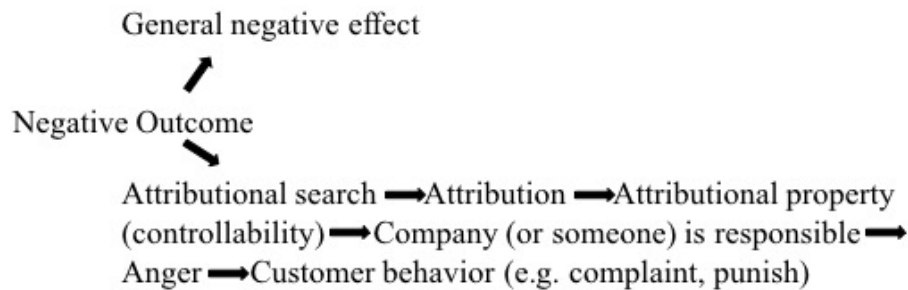 General negative effect
Negative Outcome
Attributional search Attribution Attributional property
(controllability) Company (or someone) is responsible
Anger Customer behavior (e.g. complaint, punish)